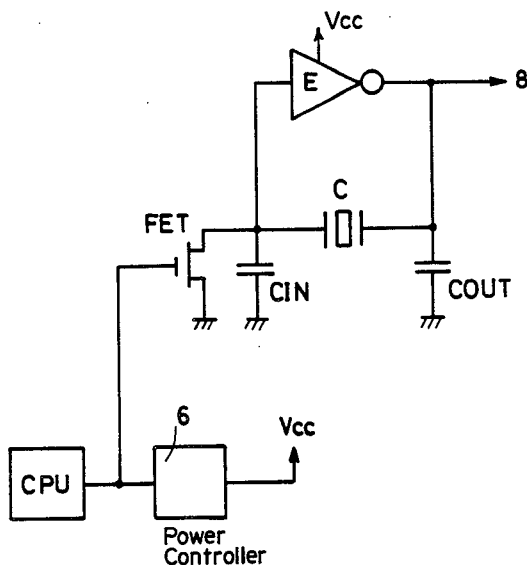 Vcc
E
8
C
FET
CIN
COUT
6
Vcc
CPU
Power
Controller